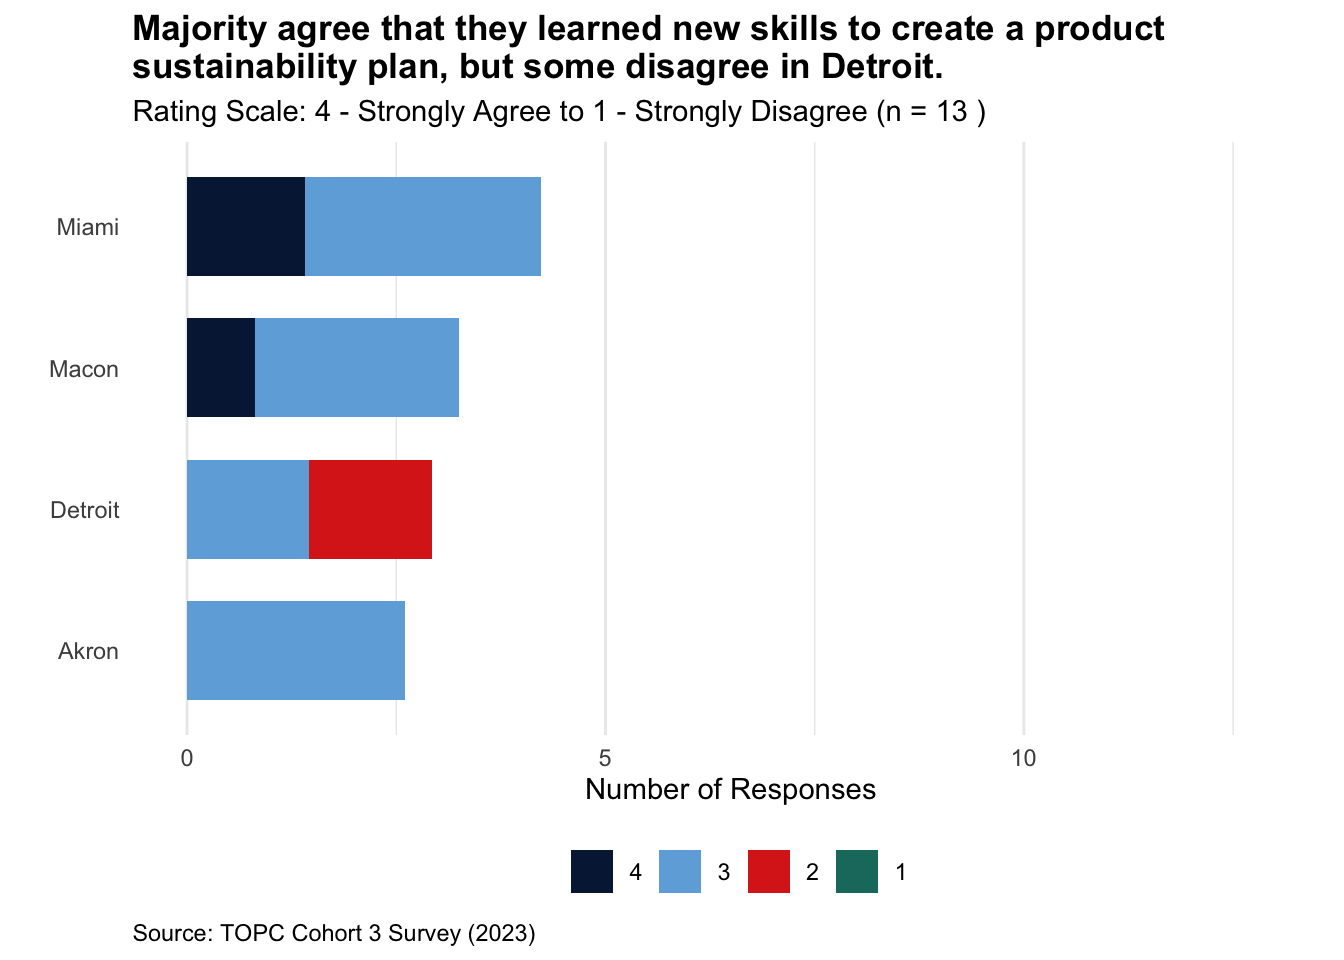 Majority agree that they learned new skills to create a product
sustainability plan, but some disagree in Detroit.
Rating Scale: 4 - Strongly Agree to 1 - Strongly Disagree (n = 13 )
Miami
Macon
Detroit
Akron
0 5 10
Number of Responses
4 3 2 1
Source: TOPC Cohort 3 Survey (2023)